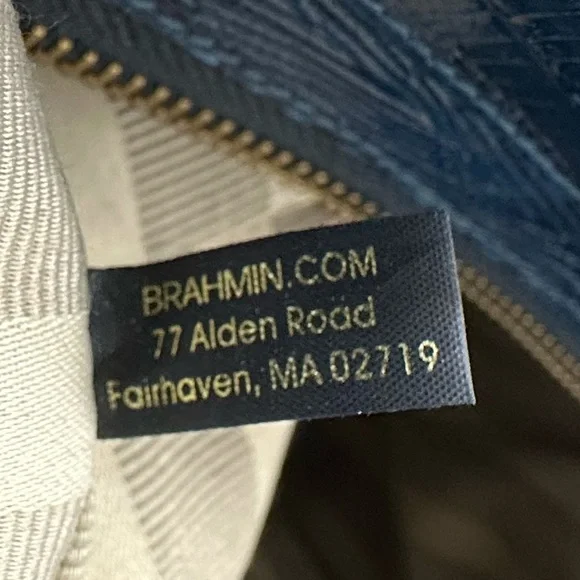 BRAHMIN.COM
77 Alden Road
Fairhaven, MA 02719